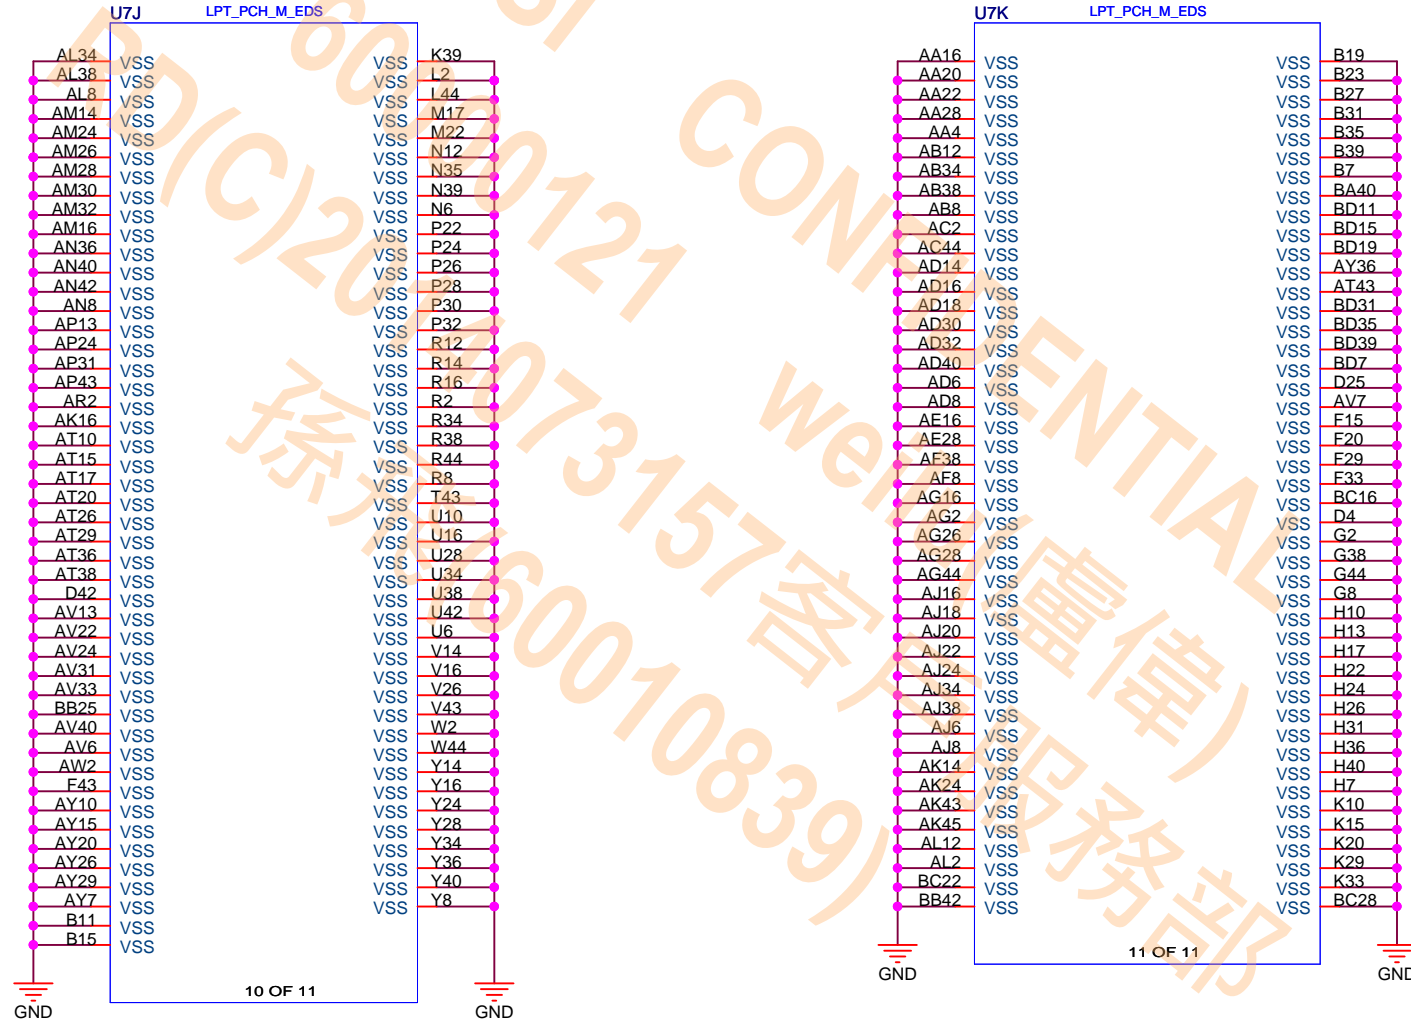 U7J LPT_PCH_M_EDS
AL34 VSS VSS K39
AL38 VSS VSS L2
AL8 VSS VSS L44
AM14 VSS VSS M17
AM24 VSS VSS M22
AM26 VSS VSS N12
AM28 VSS VSS N35
AM30 VSS VSS N39
AM32 VSS VSS N6
AM16 VSS VSS P22
AN36 VSS VSS P24
AN40 VSS VSS P26
AN42 VSS VSS P28
AN8 VSS VSS P30
AP13 VSS VSS P32
AP24 VSS VSS R12
AP31 VSS VSS R14
AP43 VSS VSS R16
AR2 VSS VSS R2
AK16 VSS VSS R34
AT10 VSS VSS R38
AT15 VSS VSS R44
AT17 VSS VSS R8
AT20 VSS VSS T43
AT26 VSS VSS U10
AT29 VSS VSS U16
AT36 VSS VSS U28
AT38 VSS VSS U34
D42 VSS VSS U38
AV13 VSS VSS U42
AV22 VSS VSS U6
AV24 VSS VSS V14
AV31 VSS VSS V16
AV33 VSS VSS V26
BB25 VSS VSS V43
AV40 VSS VSS W2
AV6 VSS VSS W44
AW2 VSS VSS Y14
F43 VSS VSS Y16
AY10 VSS VSS Y24
AY15 VSS VSS Y28
AY20 VSS VSS Y34
AY26 VSS VSS Y36
AY29 VSS VSS Y40
AY7 VSS VSS Y8
B11 VSS
B15 VSS
10 OF 11
GND GND
U7K LPT_PCH_M_EDS
AA16 VSS VSS B19
AA20 VSS VSS B23
AA22 VSS VSS B27
AA28 VSS VSS B31
AA4 VSS VSS B35
AB12 VSS VSS B39
AB34 VSS VSS B7
AB38 VSS VSS BA40
AB8 VSS VSS BD11
AC2 VSS VSS BD15
AC44 VSS VSS BD19
AD14 VSS VSS AY36
AD16 VSS VSS AT43
AD18 VSS VSS BD31
AD30 VSS VSS BD35
AD32 VSS VSS BD39
AD40 VSS VSS BD7
AD6 VSS VSS D25
AD8 VSS VSS AV7
AE16 VSS VSS F15
AE28 VSS VSS F20
AF38 VSS VSS F29
AF8 VSS VSS F33
AG16 VSS VSS BC16
AG2 VSS VSS D4
AG26 VSS VSS G2
AG28 VSS VSS G38
AG44 VSS VSS G44
AJ16 VSS VSS G8
AJ18 VSS VSS H10
AJ20 VSS VSS H13
AJ22 VSS VSS H17
AJ24 VSS VSS H22
AJ34 VSS VSS H24
AJ38 VSS VSS H26
AJ6 VSS VSS H31
AJ8 VSS VSS H36
AK14 VSS VSS H40
AK24 VSS VSS H7
AK43 VSS VSS K10
AK45 VSS VSS K15
AL12 VSS VSS K20
AL2 VSS VSS K29
BC22 VSS VSS K33
BB42 VSS VSS BC28
11 OF 11
GND GND
CONFIDENTIAL
RD(C)2014073157客戶服務部